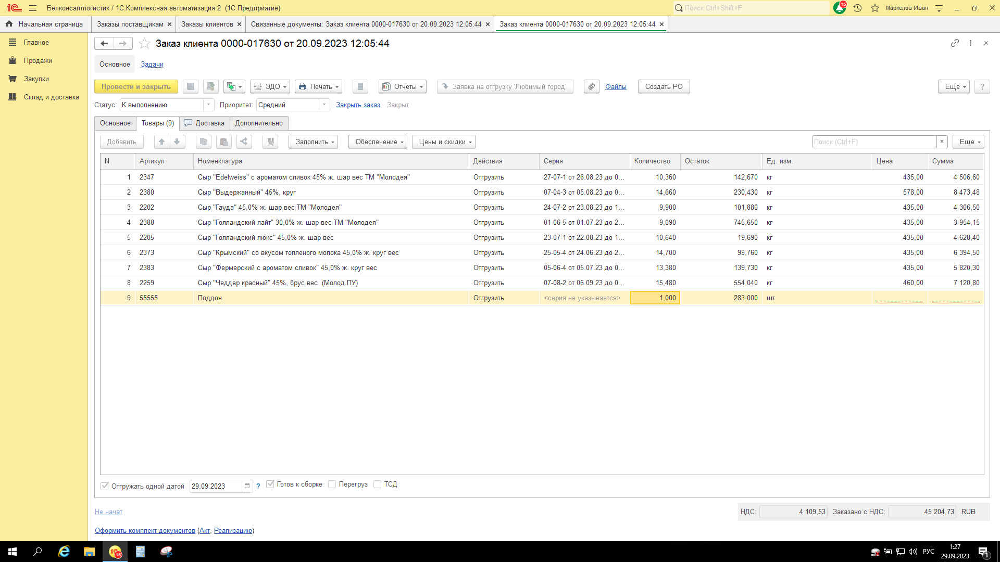 Белконсалтлогистик / 1С:Комплексная автоматизация 2 (1С:Предприятие)
Поиск Ctrl+Shift+F
15
Маркелов Иван
Начальная страница
Заказы поставщикам
Заказы клиентов
Связанные документы: Заказ клиента 0000-017630 от 20.09.2023 12:05:44
Заказ клиента 0000-017630 от 20.09.2023 12:05:44
Главное
Продажи
Закупки
Склад и доставка
Заказ клиента 0000-017630 от 20.09.2023 12:05:44
Основное Задачи
Провести и закрыть ЭДО Печать Отчеты Заявка на отгрузку 'Любимый город' Файлы Создать РО Еще ?
Статус: К выполнению Приоритет: Средний Закрыть заказ Закрыт
Основное Товары (9) Доставка Дополнительно
Добавить Заполнить Обеспечение Цены и скидки Поиск (Ctrl+F) × Еще
N Артикул Номенклатура Действия Серия Количество Остаток Ед. изм. Цена Сумма
1 2347 Сыр "Edelweiss" с ароматом сливок 45% ж. шар вес ТМ "Молодея" Отгрузить 27-07-1 от 26.08.23 до 0... 10,360 142,670 кг 435,00 4 506,60
2 2380 Сыр "Выдержанный" 45%, круг Отгрузить 07-04-3 от 05.08.23 до 0... 14,660 230,430 кг 578,00 8 473,48
3 2202 Сыр "Гауда" 45,0% ж. шар вес ТМ "Молодея" Отгрузить 24-07-2 от 23.08.23 до 1... 9,900 101,880 кг 435,00 4 306,50
4 2388 Сыр "Голландский лайт" 30,0% ж. шар вес ТМ "Молодея" Отгрузить 01-06-5 от 01.07.23 до 2... 9,090 745,650 кг 435,00 3 954,15
5 2205 Сыр "Голландский люкс" 45,0% ж. шар вес Отгрузить 23-07-1 от 22.08.23 до 1... 10,640 19,690 кг 435,00 4 628,40
6 2373 Сыр "Крымский" со вкусом топленого молока 45,0% ж. круг вес Отгрузить 25-05-4 от 24.06.23 до 2... 14,700 99,760 кг 435,00 6 394,50
7 2383 Сыр "Фермерский с ароматом сливок" 45,0% ж. круг вес Отгрузить 05-06-4 от 05.07.23 до 0... 13,380 139,730 кг 435,00 5 820,30
8 2259 Сыр "Чеддер красный" 45%, брус вес (Молод.ПУ) Отгрузить 07-08-2 от 06.09.23 до 0... 15,480 554,040 кг 460,00 7 120,80
9 55555 Поддон Отгрузить <серия не указывается> 1,000 283,000 шт
Отгружать одной датой 29.09.2023 ? Готов к сборке Перегруз ТСД
Не начат НДС: 4 109,53 Заказано с НДС: 45 204,73 RUB
Оформить комплект документов (Акт, Реализацию)
15
РУС
1:27
29.09.2023
1